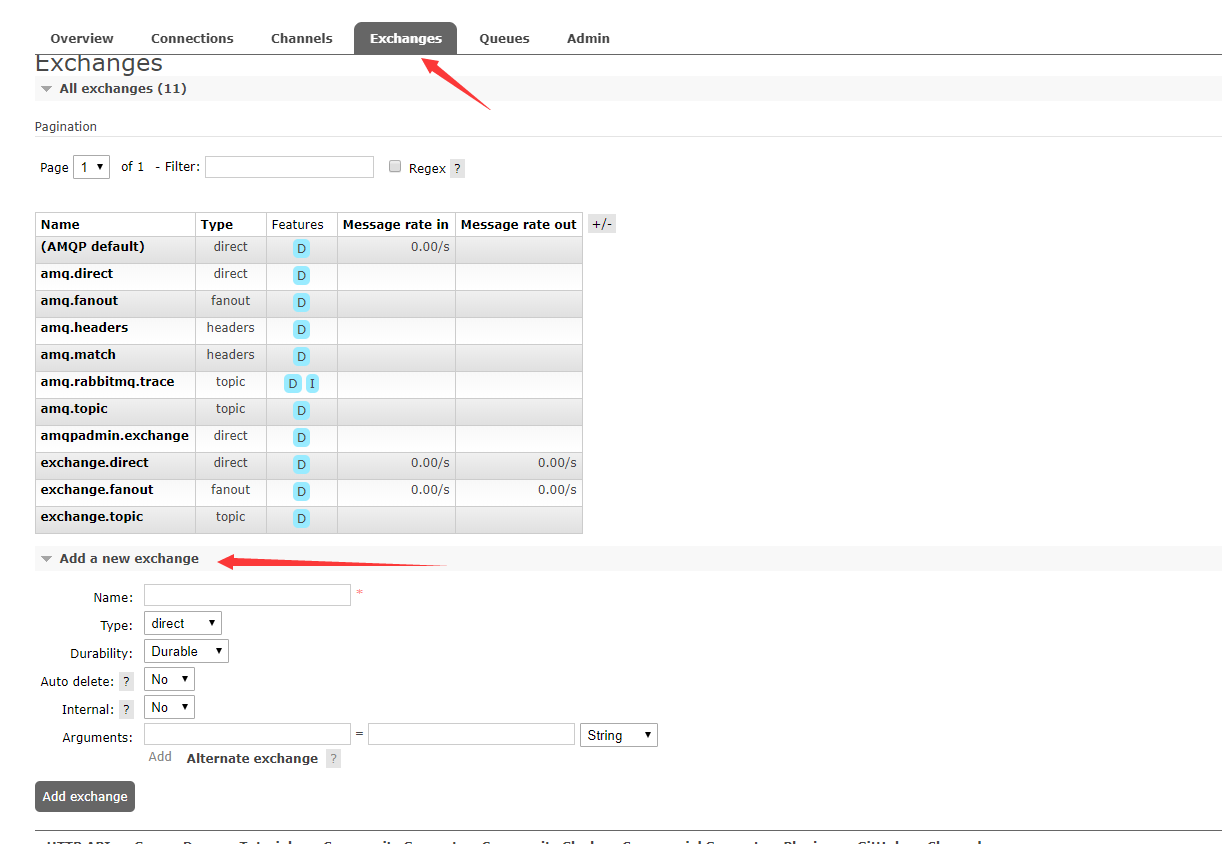 Overview Connections Channels Exchanges Queues Admin
Exchanges
All exchanges (11)
Pagination
Page 1 of 1 - Filter: Regex ?
Name Type Features Message rate in Message rate out +/-
(AMQP default) direct D 0.00/s
amq.direct direct D
amq.fanout fanout D
amq.headers headers D
amq.match headers D
amq.rabbitmq.trace topic D I
amq.topic topic D
amqpadmin.exchange direct D
exchange.direct direct D 0.00/s 0.00/s
exchange.fanout fanout D 0.00/s 0.00/s
exchange.topic topic D
Add a new exchange
Name: *
Type: direct
Durability: Durable
Auto delete: ? No
Internal: ? No
Arguments: = String
Add Alternate exchange ?
Add exchange